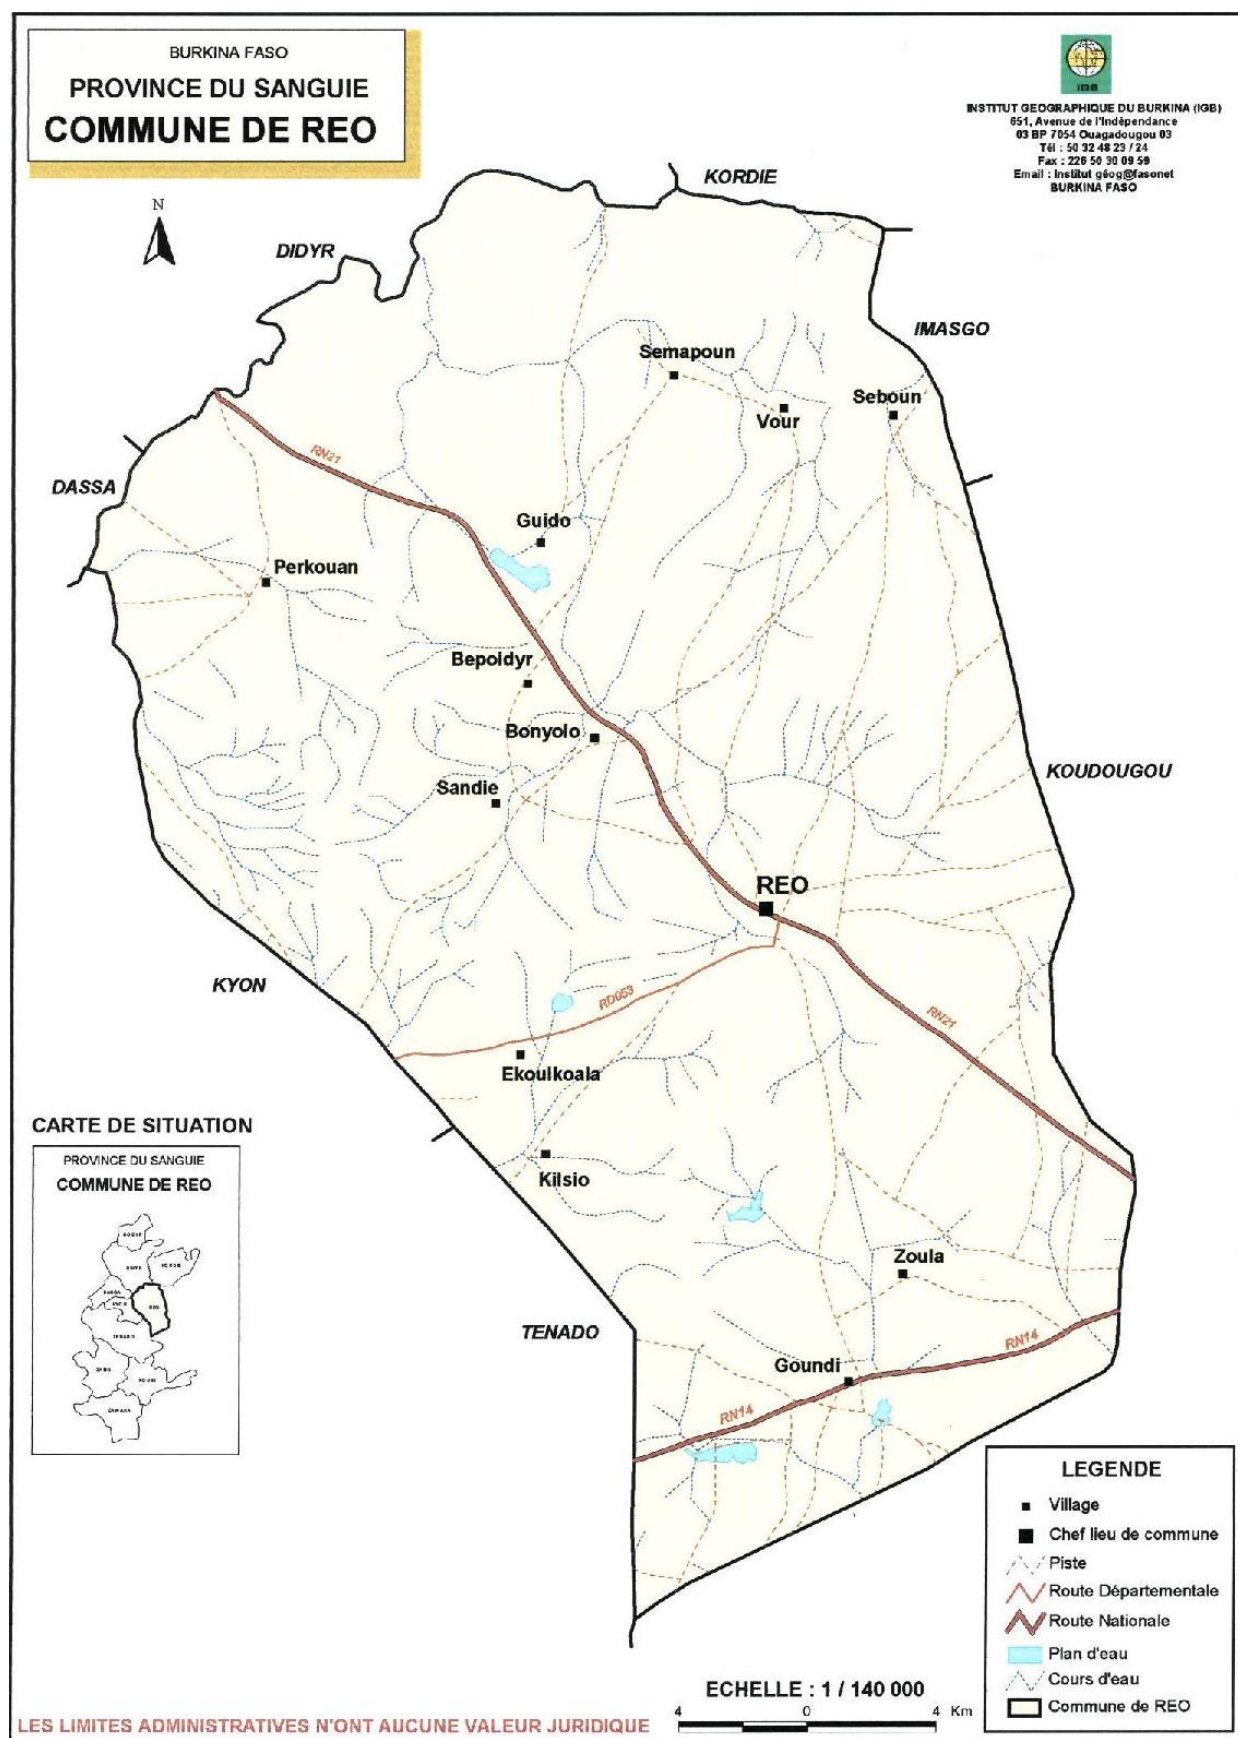 BURKINA FASO
PROVINCE DU SANGUIE
COMMUNE DE REO
IGB
INSTITUT GEOGRAPHIQUE DU BURKINA (IGB)
651, Avenue de l'Indépendance
03 BP 7054 Ouagadougou 03
Tél : 50 32 48 23 / 24
Fax : 226 50 30 09 59
Email : Institut géog@fasonet
BURKINA FASO
N
KORDIE
DIDYR
IMASGO
Semapoun
Seboun
Vour
RN21
DASSA
Guido
Perkouan
Bepoidyr
Bonyolo
KOUDOUGOU
Sandie
REO
KYON
RD053
RN21
Ekoulkoala
CARTE DE SITUATION
PROVINCE DU SANGUIE
COMMUNE DE REO
REO
Kilsio
Zoula
TENADO
RN14
Goundi
RN14
LEGENDE
Village
Chef lieu de commune
Piste
Route Départementale
Route Nationale
Plan d'eau
Cours d'eau
Commune de REO
ECHELLE : 1 / 140 000
4 0 4 Km
LES LIMITES ADMINISTRATIVES N'ONT AUCUNE VALEUR JURIDIQUE